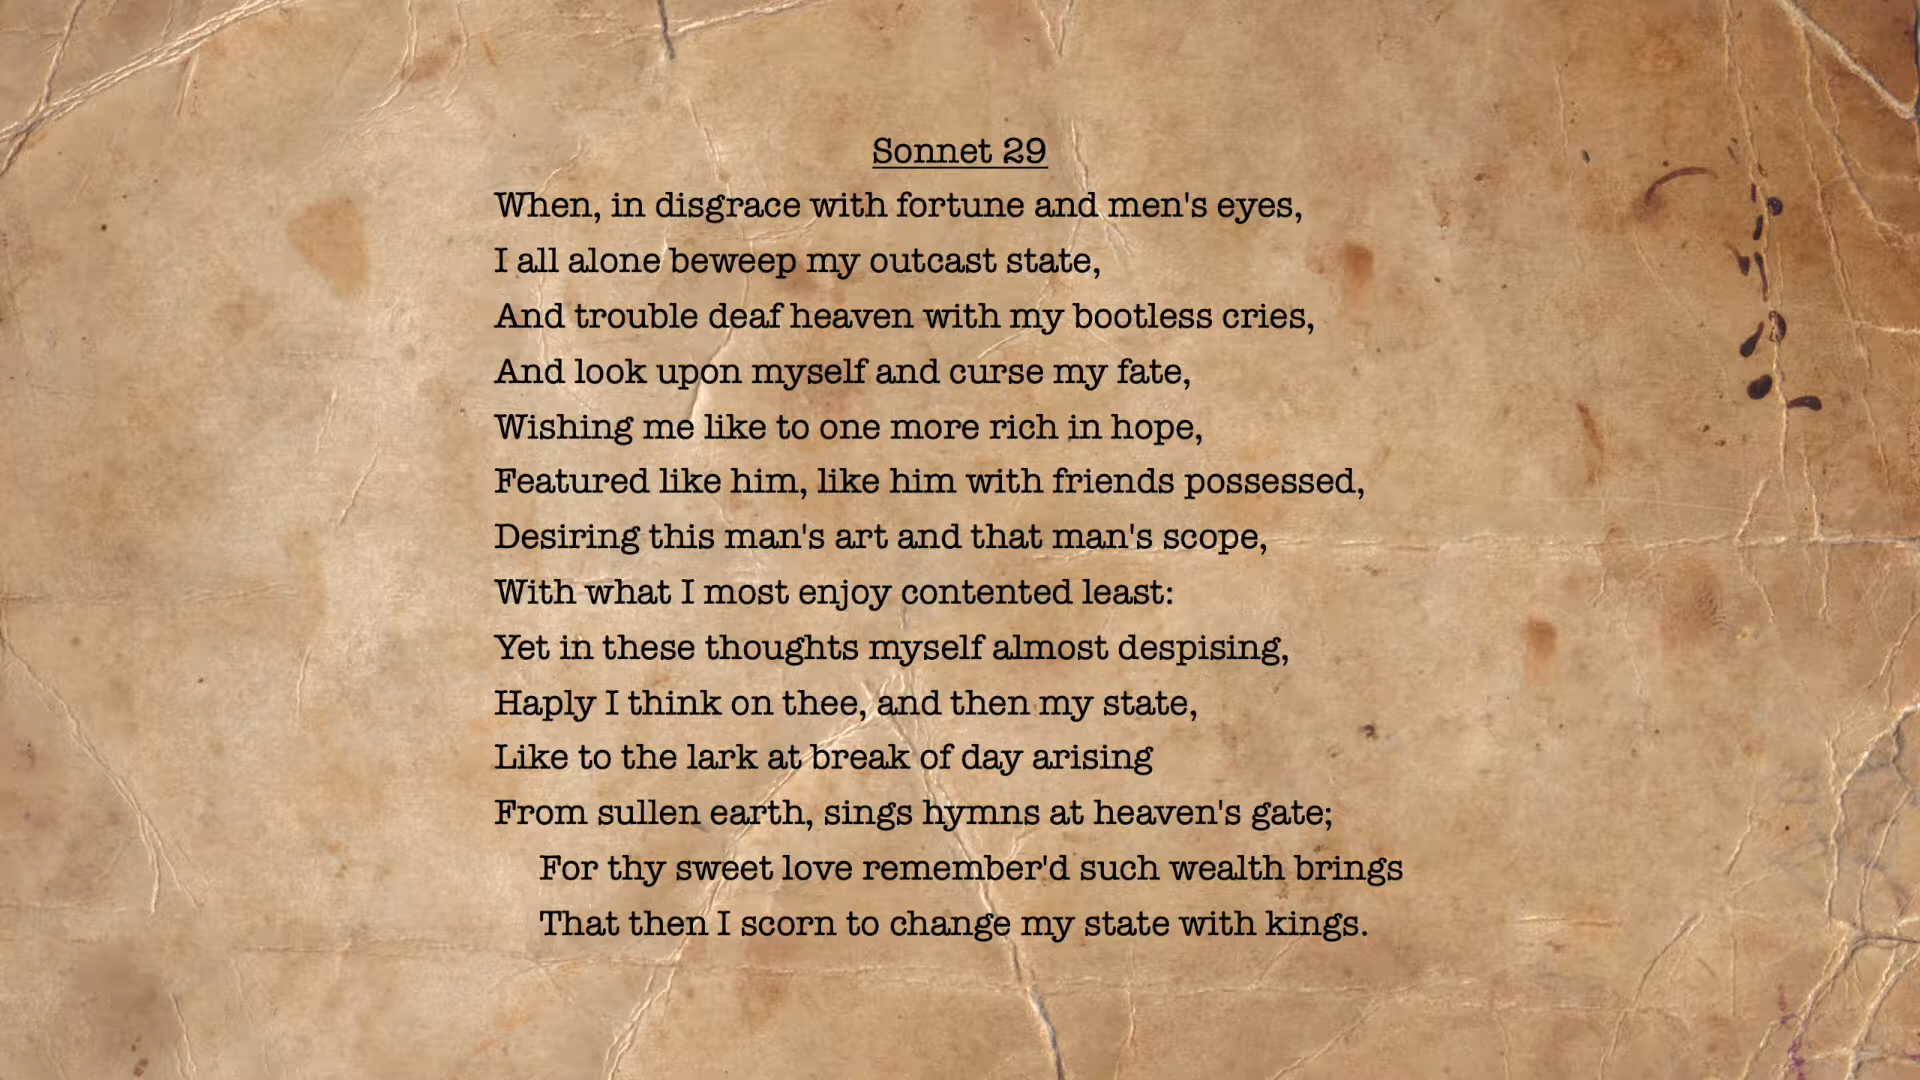 Sonnet 29
When, in disgrace with fortune and men's eyes,
I all alone beweep my outcast state,
And trouble deaf heaven with my bootless cries,
And look upon myself and curse my fate,
Wishing me like to one more rich in hope,
Featured like him, like him with friends possessed,
Desiring this man's art and that man's scope,
With what I most enjoy contented least:
Yet in these thoughts myself almost despising,
Haply I think on thee, and then my state,
Like to the lark at break of day arising
From sullen earth, sings hymns at heaven's gate;
For thy sweet love remember'd such wealth brings
That then I scorn to change my state with kings.